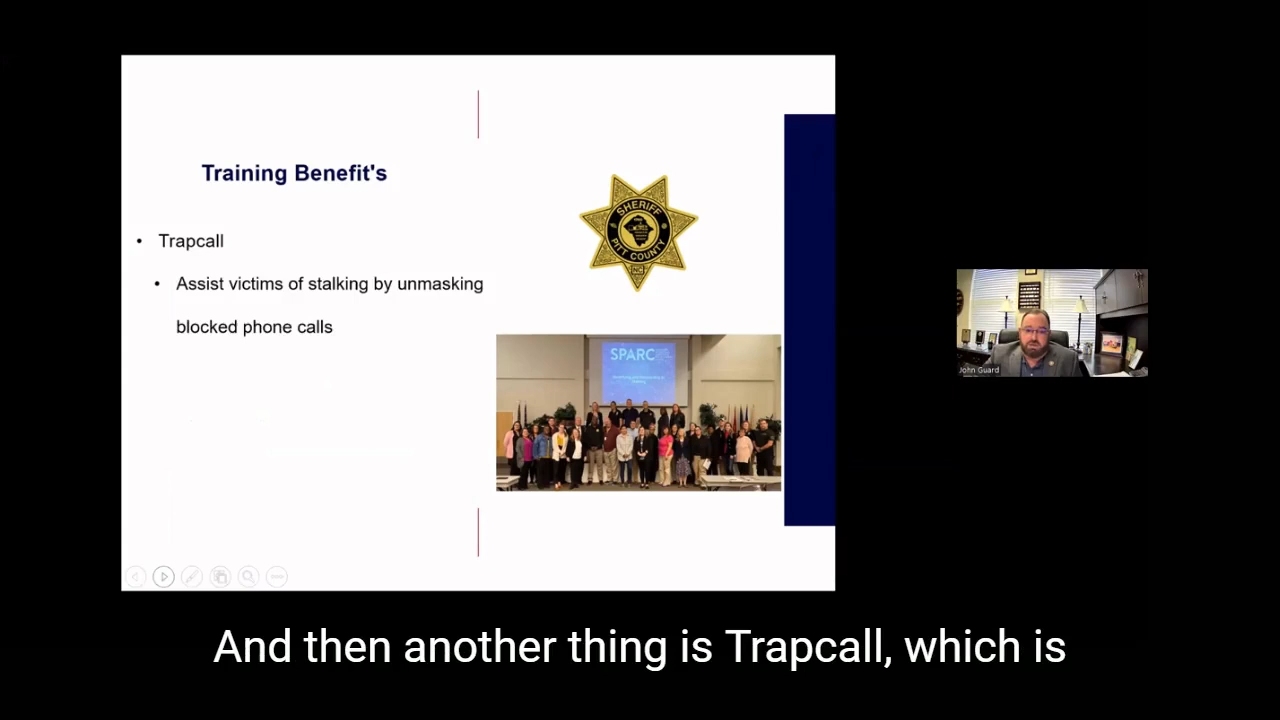 Training Benefit's
• Trapcall
• Assist victims of stalking by unmasking
blocked phone calls
SHERIFF
PITT COUNTY
NC
SPARC
John Guard
And then another thing is Trapcall, which is